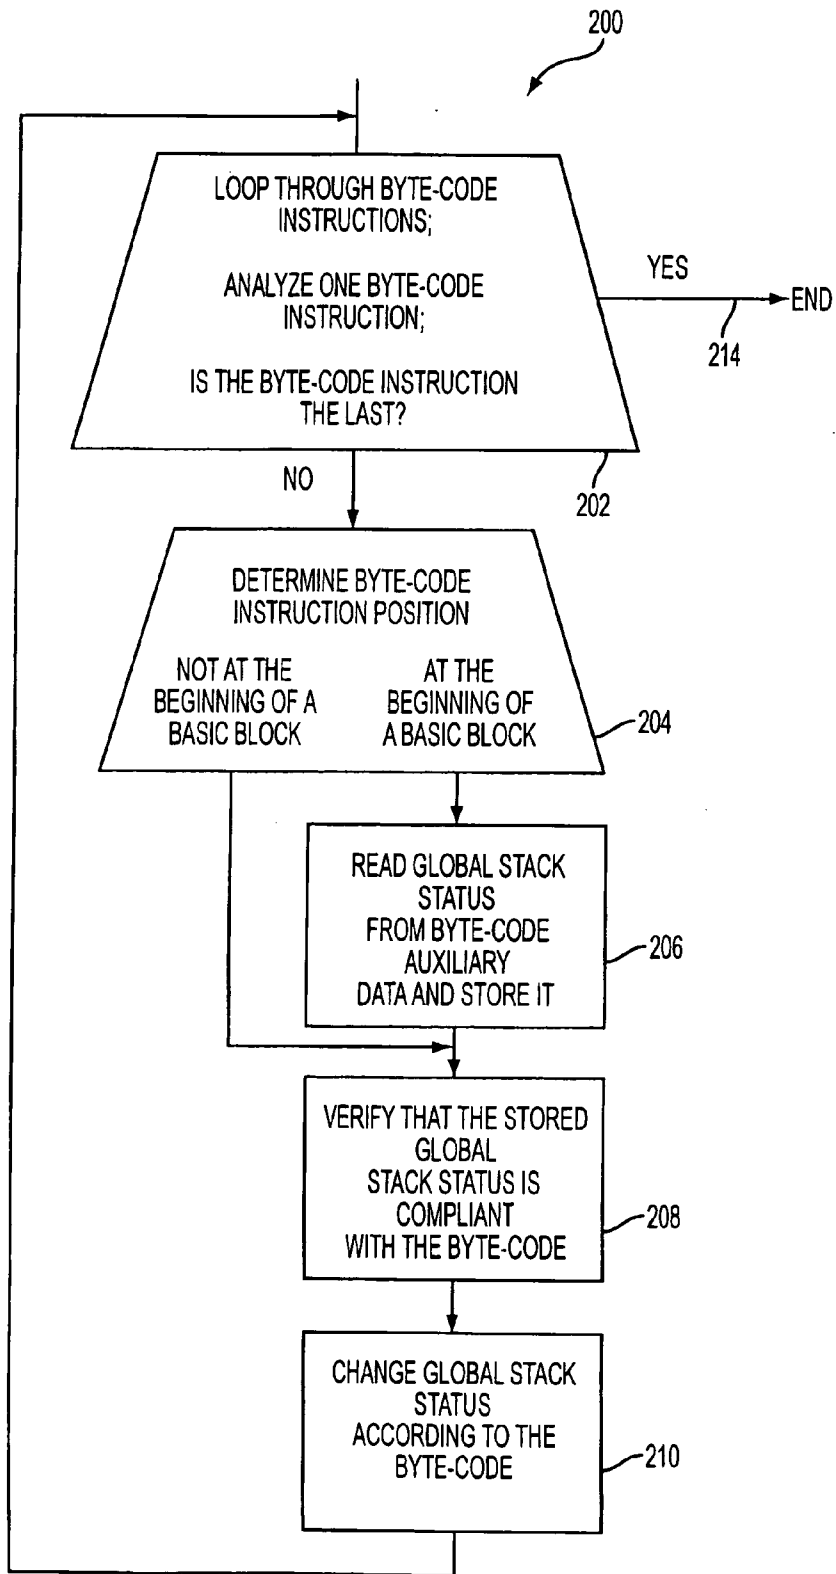 200
LOOP THROUGH BYTE-CODE
INSTRUCTIONS;
ANALYZE ONE BYTE-CODE
INSTRUCTION;
IS THE BYTE-CODE INSTRUCTION
THE LAST?
YES
END
214
202
NO
DETERMINE BYTE-CODE
INSTRUCTION POSITION
NOT AT THE
BEGINNING OF A
BASIC BLOCK
AT THE
BEGINNING OF
A BASIC BLOCK
204
READ GLOBAL STACK
STATUS
FROM BYTE-CODE
AUXILIARY
DATA AND STORE IT
206
VERIFY THAT THE STORED
GLOBAL
STACK STATUS IS
COMPLIANT
WITH THE BYTE-CODE
208
CHANGE GLOBAL STACK
STATUS
ACCORDING TO THE
BYTE-CODE
210